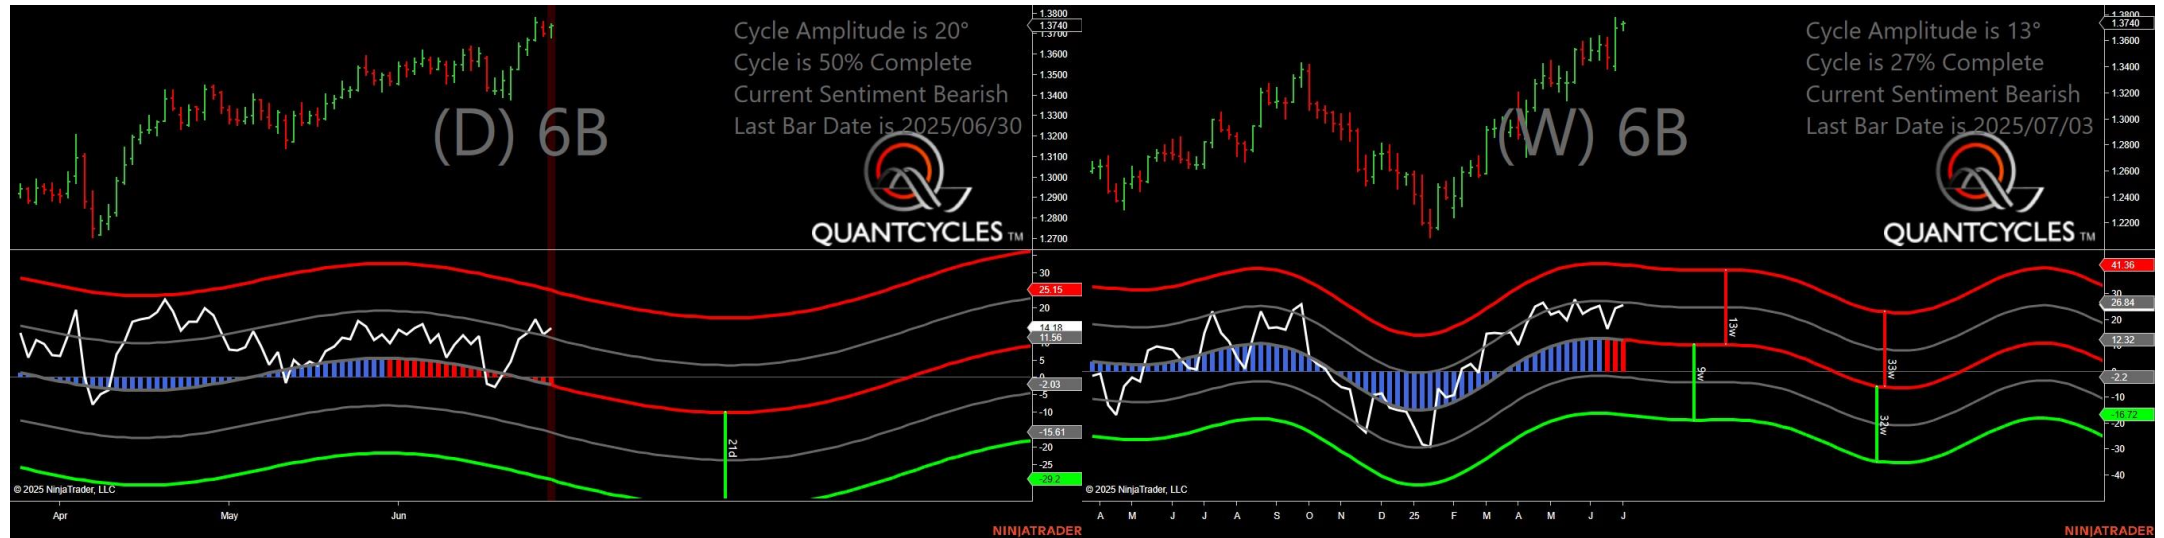 Cycle Amplitude is 20°
Cycle is 50% Complete
Current Sentiment Bearish
Last Bar Date is 2025/06/30
(D) 6B
QUANTCYCLES TM
1.3800
1.3740
1.3700
1.3600
1.3500
1.3400
1.3300
1.3200
1.3100
1.3000
1.2900
1.2800
1.2700
30
25.15
20
14.18
11.56
5
0
-2.03
-5
-10
-15.61
-20
-25
-29.2
21d
© 2025 NinjaTrader, LLC
Apr
May
Jun
NINJATRADER
Cycle Amplitude is 13°
Cycle is 27% Complete
Current Sentiment Bearish
Last Bar Date is 2025/07/03
(W) 6B
QUANTCYCLES TM
1.3800
1.3740
1.3600
1.3400
1.3200
1.3000
1.2800
1.2600
1.2400
1.2200
41.36
30
26.84
20
12.32
-2.2
-10
-16.72
-20
-30
-40
13w
9w
33w
32w
© 2025 NinjaTrader, LLC
A M J J A S O N D 25 F M A M J J
NINJATRADER